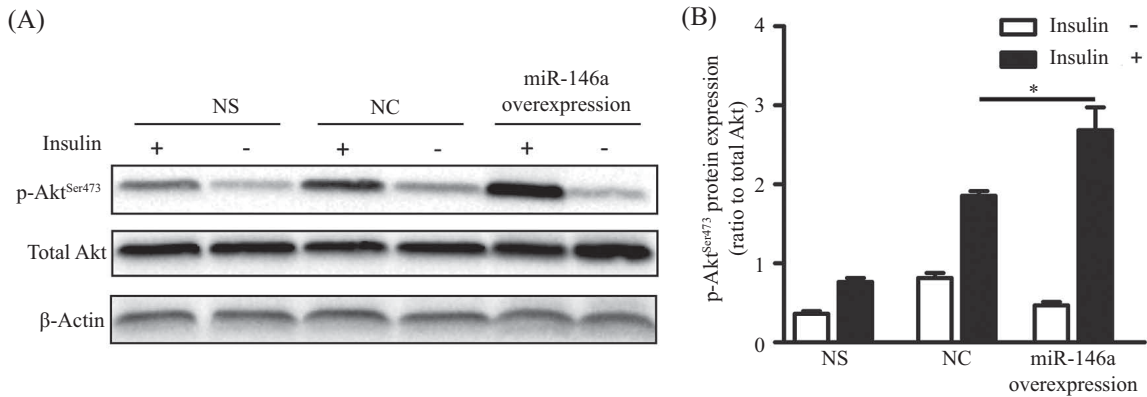 (A)
NS NC miR-146a
overexpression
Insulin + - + - + -
p-Akt^Ser473
Total Akt
β-Actin
(B)
Insulin -
Insulin +
*
p-Akt^Ser473 protein expression
(ratio to total Akt)
4
3
2
1
0
NS NC miR-146a
overexpression